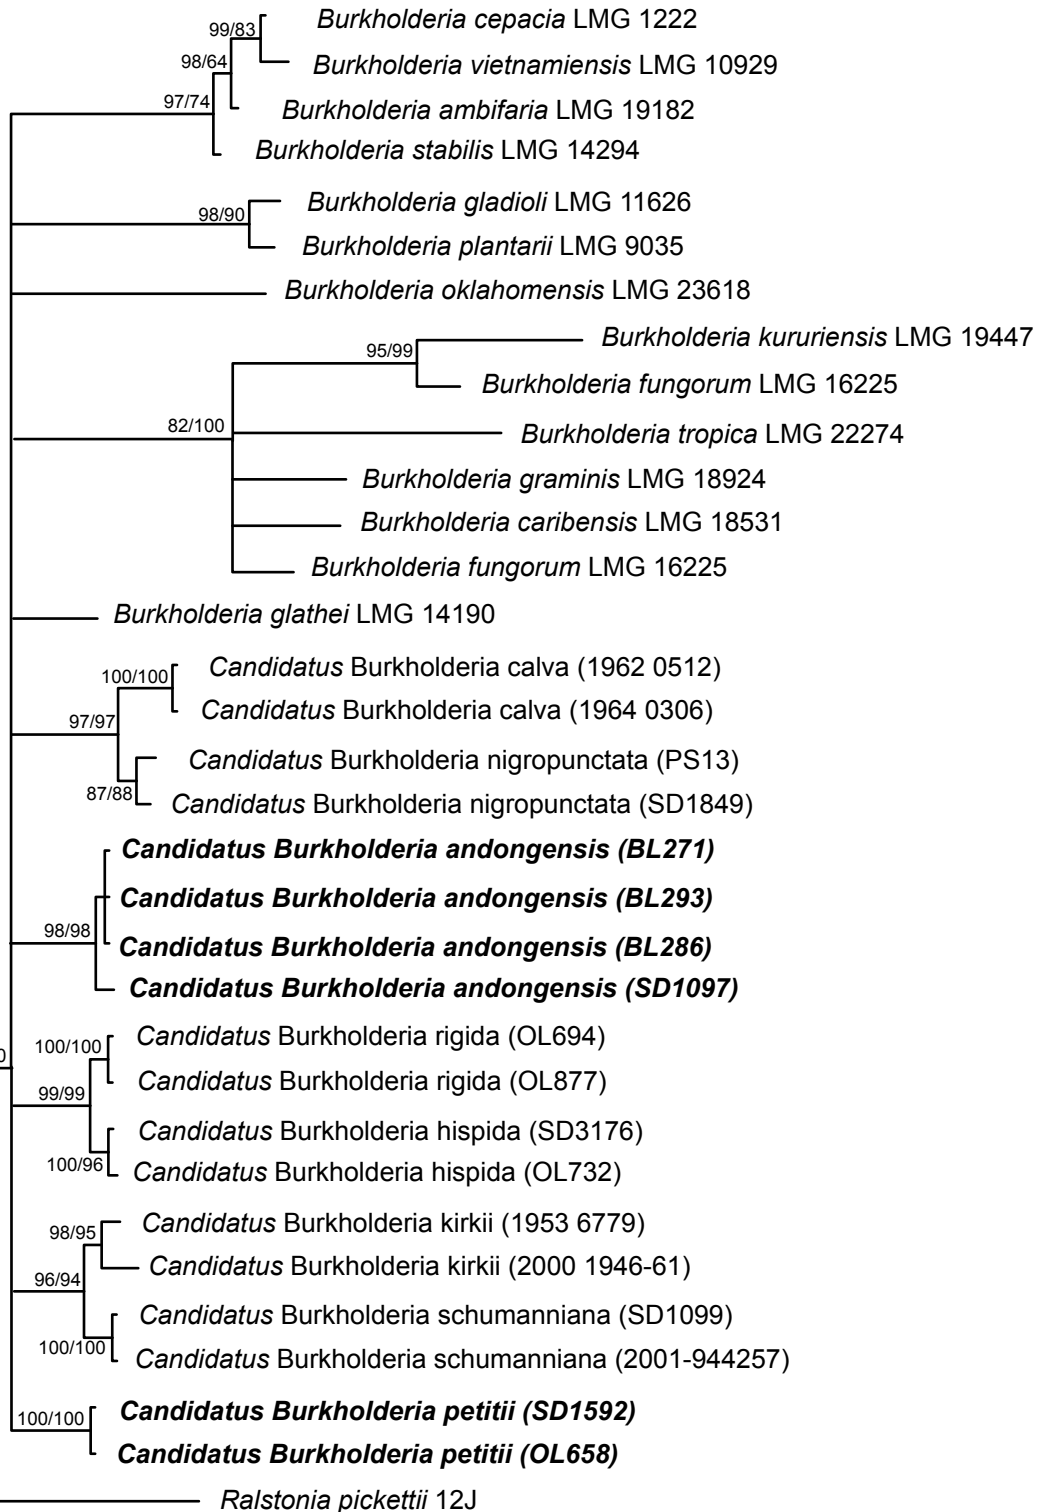 Burkholderia cepacia LMG 1222
99/83
98/64
Burkholderia vietnamiensis LMG 10929
97/74
Burkholderia ambifaria LMG 19182
Burkholderia stabilis LMG 14294
Burkholderia gladioli LMG 11626
98/90
Burkholderia plantarii LMG 9035
Burkholderia oklahomensis LMG 23618
Burkholderia kururiensis LMG 19447
95/99
Burkholderia fungorum LMG 16225
82/100
Burkholderia tropica LMG 22274
Burkholderia graminis LMG 18924
Burkholderia caribensis LMG 18531
Burkholderia fungorum LMG 16225
Burkholderia glathei LMG 14190
Candidatus Burkholderia calva (1962 0512)
100/100
Candidatus Burkholderia calva (1964 0306)
97/97
Candidatus Burkholderia nigropunctata (PS13)
87/88
Candidatus Burkholderia nigropunctata (SD1849)
Candidatus Burkholderia andongensis (BL271)
Candidatus Burkholderia andongensis (BL293)
98/98
Candidatus Burkholderia andongensis (BL286)
Candidatus Burkholderia andongensis (SD1097)
Candidatus Burkholderia rigida (OL694)
100/100
0
Candidatus Burkholderia rigida (OL877)
99/99
Candidatus Burkholderia hispida (SD3176)
100/96
Candidatus Burkholderia hispida (OL732)
Candidatus Burkholderia kirkii (1953 6779)
98/95
Candidatus Burkholderia kirkii (2000 1946-61)
96/94
Candidatus Burkholderia schumanniana (SD1099)
100/100
Candidatus Burkholderia schumanniana (2001-944257)
Candidatus Burkholderia petitii (SD1592)
100/100
Candidatus Burkholderia petitii (OL658)
Ralstonia pickettii 12J